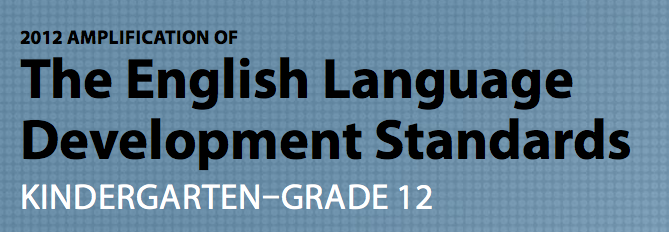 2012 AMPLIFICATION OF
The English Language
Development Standards
KINDERGARTEN–GRADE 12